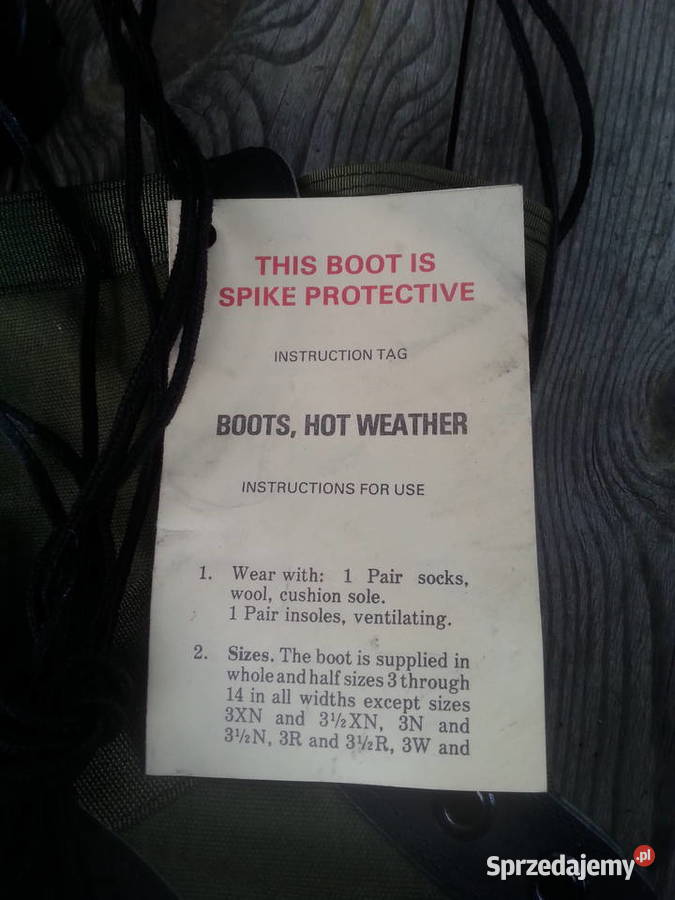 THIS BOOT IS
SPIKE PROTECTIVE
INSTRUCTION TAG
BOOTS, HOT WEATHER
INSTRUCTIONS FOR USE
1. Wear with: 1 Pair socks,
wool, cushion sole.
1 Pair insoles, ventilating.
2. Sizes. The boot is supplied in
whole and half sizes 3 through
14 in all widths except sizes
3XN and 3½XN, 3N and
3½N, 3R and 3½R, 3W and
Sprzedajemy.pl